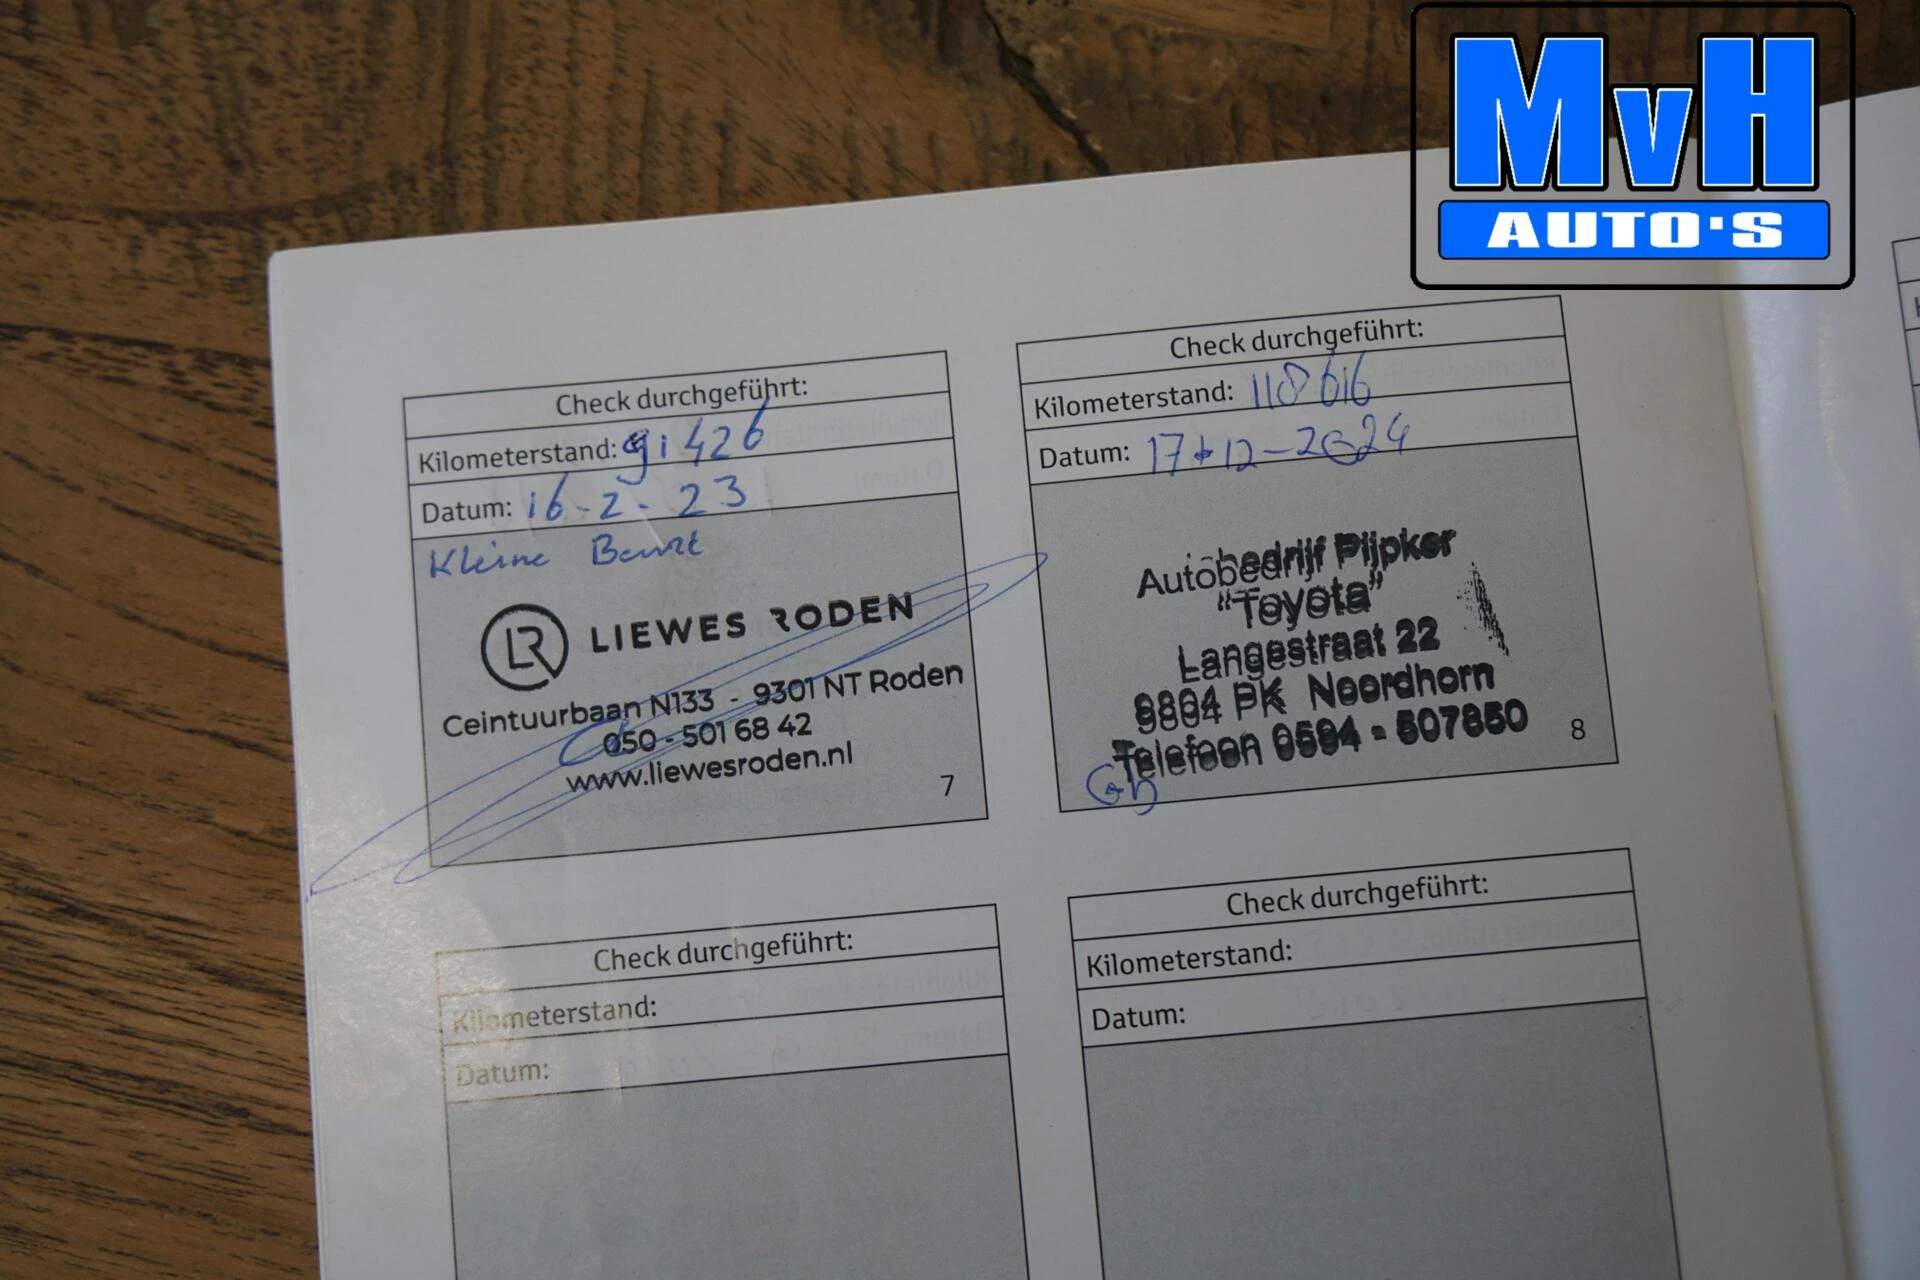 MvH
AUTO'S
Check durchgeführt:
Kilometerstand: 91426
Datum: 16-2-23
Kleine Beurt
LR LIEWES RODEN
Ceintuurbaan N133 - 9301 NT Roden
050 - 501 68 42
www.liewesroden.nl
7
Check durchgeführt:
Kilometerstand: 118616
Datum: 17-12-2024
Autobedrijf Pijpker
"Toyota"
Langestraat 22
9804 PK Noordhorn
Telefoon 0594 - 507850
8
Check durchgeführt:
Kilometerstand:
Datum:
Check durchgeführt:
Kilometerstand:
Datum: